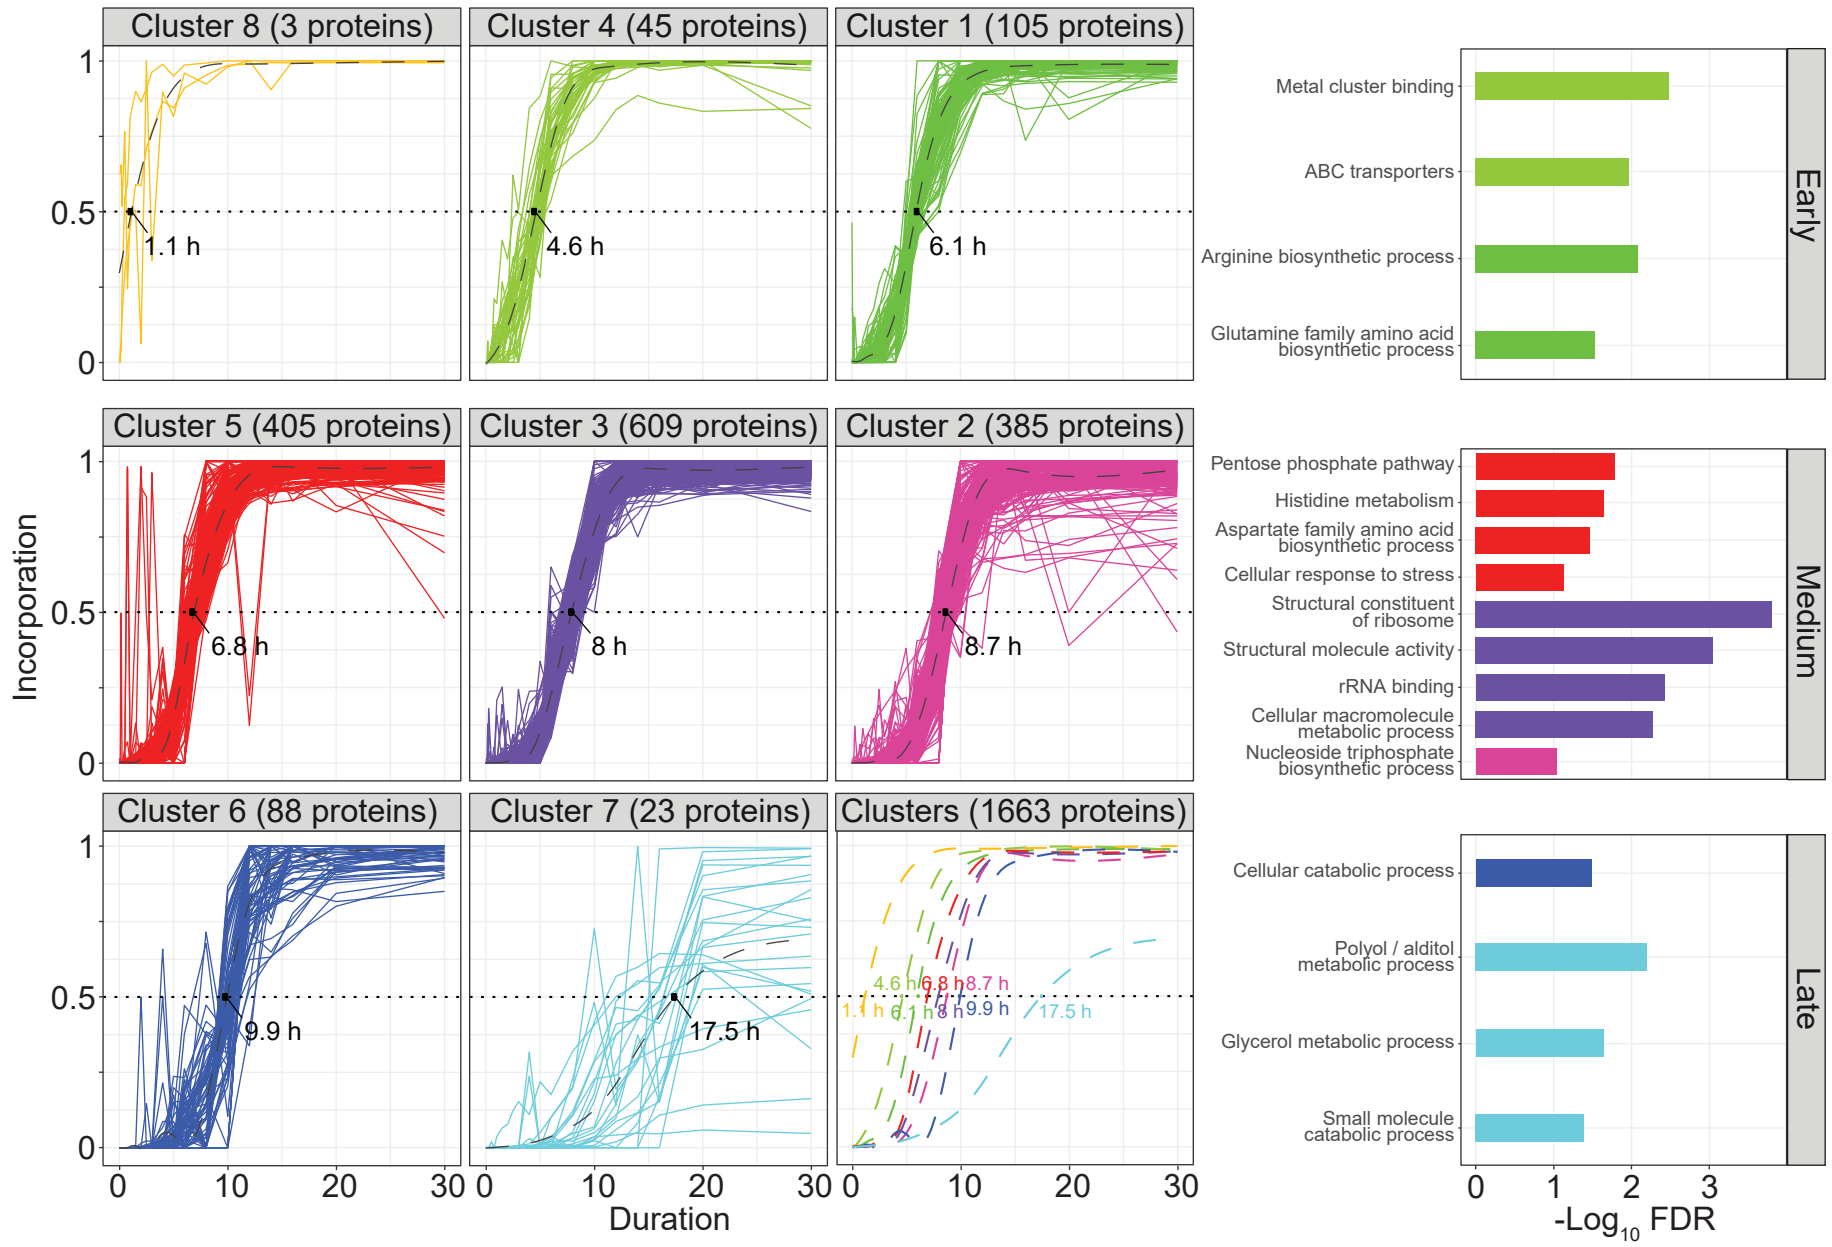 Cluster 8 (3 proteins)
Cluster 4 (45 proteins)
Cluster 1 (105 proteins)
1
0.5
0
1.1 h
4.6 h
6.1 h
Metal cluster binding
ABC transporters
Arginine biosynthetic process
Glutamine family amino acid
biosynthetic process
Early
Cluster 5 (405 proteins)
Cluster 3 (609 proteins)
Cluster 2 (385 proteins)
Incorporation
1
0.5
0
6.8 h
8 h
8.7 h
Pentose phosphate pathway
Histidine metabolism
Aspartate family amino acid
biosynthetic process
Cellular response to stress
Structural constituent
of ribosome
Structural molecule activity
rRNA binding
Cellular macromolecule
metabolic process
Nucleoside triphosphate
biosynthetic process
Medium
Cluster 6 (88 proteins)
Cluster 7 (23 proteins)
Clusters (1663 proteins)
1
0.5
0
9.9 h
17.5 h
4.6 h
6.8 h
8.7 h
1.1 h
6.1 h
8 h
9.9 h
17.5 h
0 10 20 30
0 10 20 30
0 10 20 30
Duration
Cellular catabolic process
Polyol / alditol
metabolic process
Glycerol metabolic process
Small molecule
catabolic process
Late
0 1 2 3
-Log10 FDR